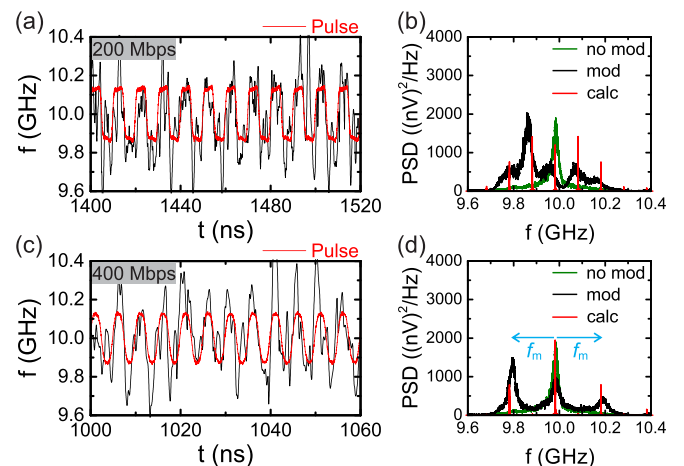 (a)
Pulse
200 Mbps
10.4
10.2
10.0
9.8
9.6
f (GHz)
1400 1440 1480 1520
t (ns)
(b)
no mod
mod
calc
4000
3000
2000
1000
0
PSD ((nV)²/Hz)
9.6 9.8 10.0 10.2 10.4
f (GHz)
(c)
Pulse
400 Mbps
10.4
10.2
10.0
9.8
9.6
f (GHz)
1000 1020 1040 1060
t (ns)
(d)
no mod
mod
calc
fm fm
4000
3000
2000
1000
0
PSD ((nV)²/Hz)
9.6 9.8 10.0 10.2 10.4
f (GHz)